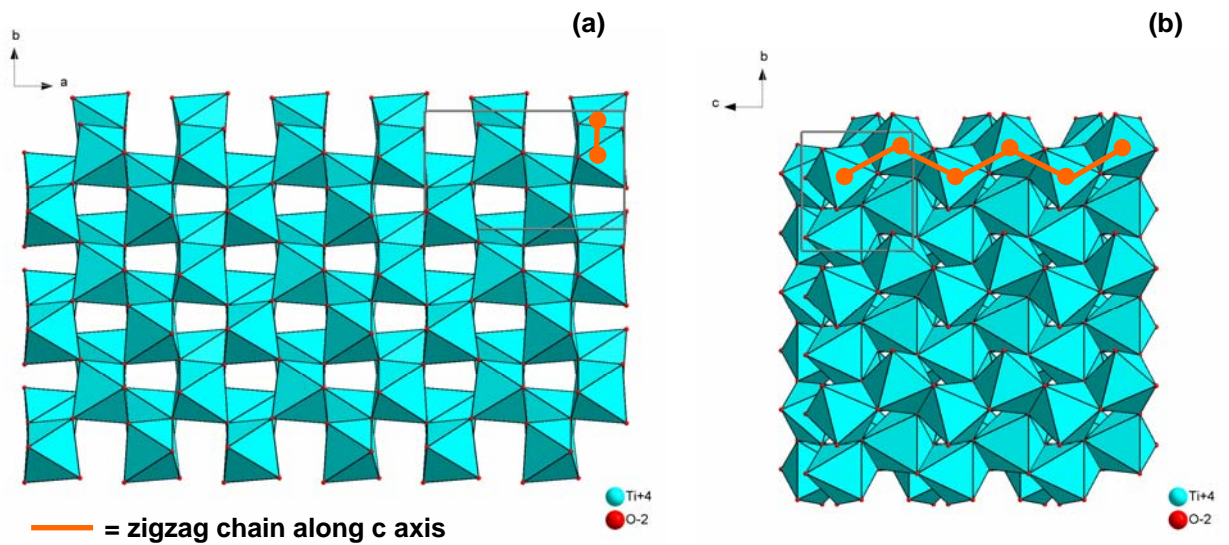 (a)
b
a
Ti+4
O-2
= zigzag chain along c axis
(b)
b
c
Ti+4
O-2